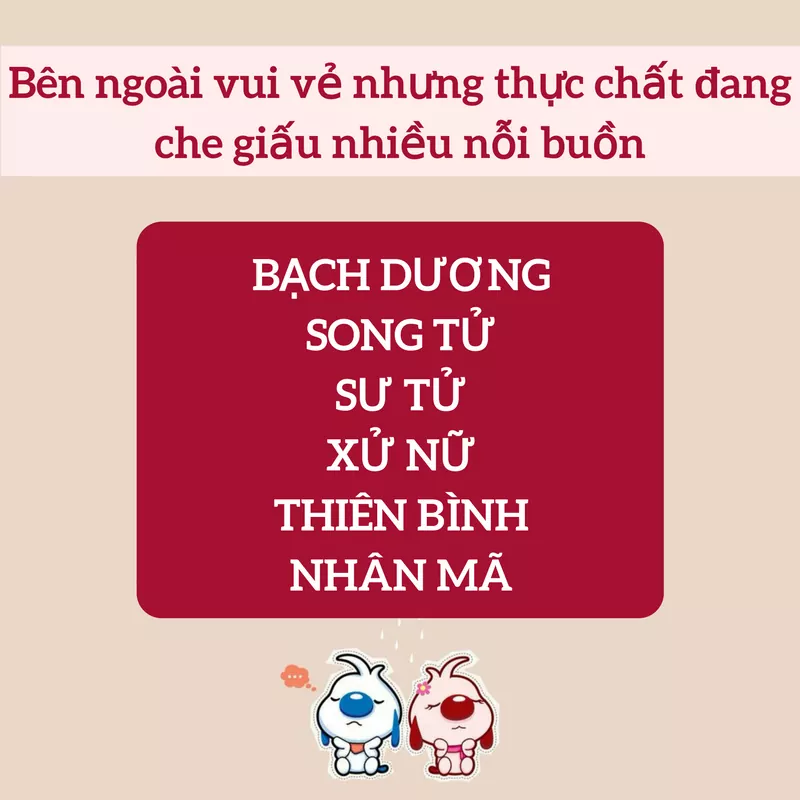 Bên ngoài vui vẻ nhưng thực chất đang
che giấu nhiều nỗi buồn
BẠCH DƯƠNG
SONG TỬ
SƯ TỬ
XỬ NỮ
THIÊN BÌNH
NHÂN MÃ